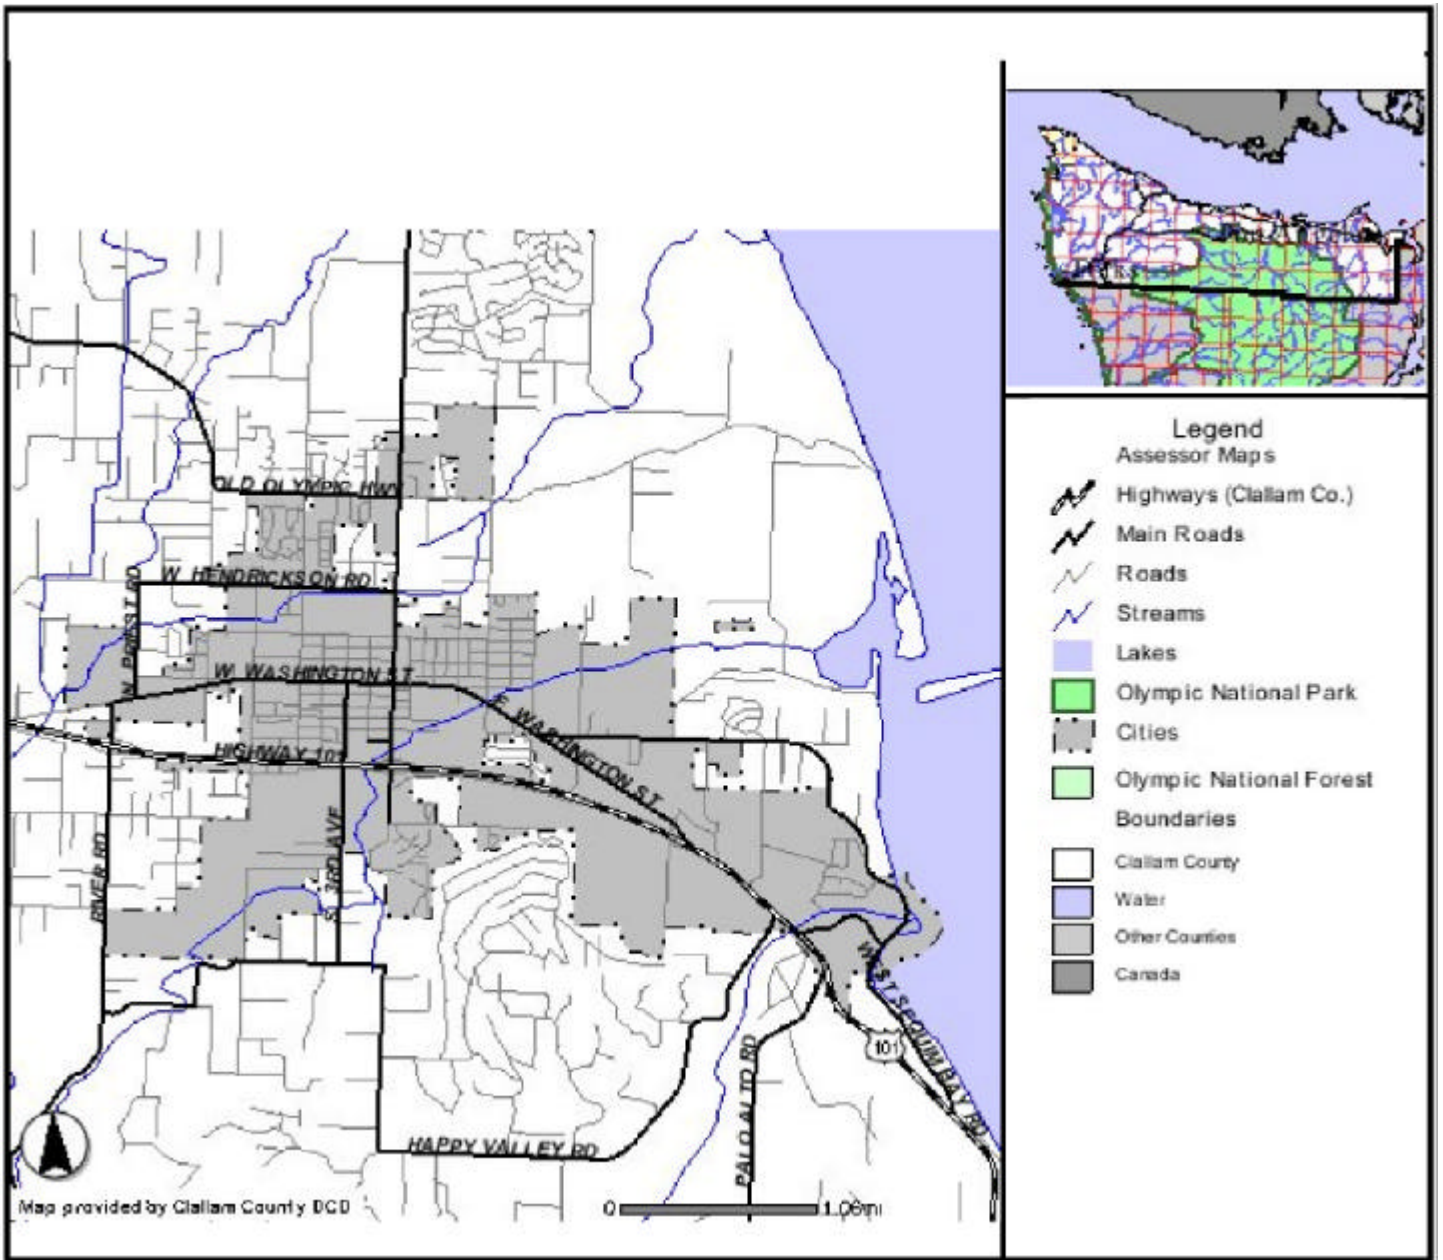 OLD OLYMPIC HWY
W. HENDRICKSON RD
N PRIEST RD
W. WASHINGTON ST
E. WASHINGTON ST
HIGHWAY 101
RIVER RD
S. 3RD AVE
WEST SEQUIM BAY RD
101
PALO ALTO RD
HAPPY VALLEY RD
Map provided by Clallam County DCD
0 1.06mi
Legend
Assessor Maps
Highways (Clallam Co.)
Main Roads
Roads
Streams
Lakes
Olympic National Park
Cities
Olympic National Forest
Boundaries
Clallam County
Water
Other Counties
Canada